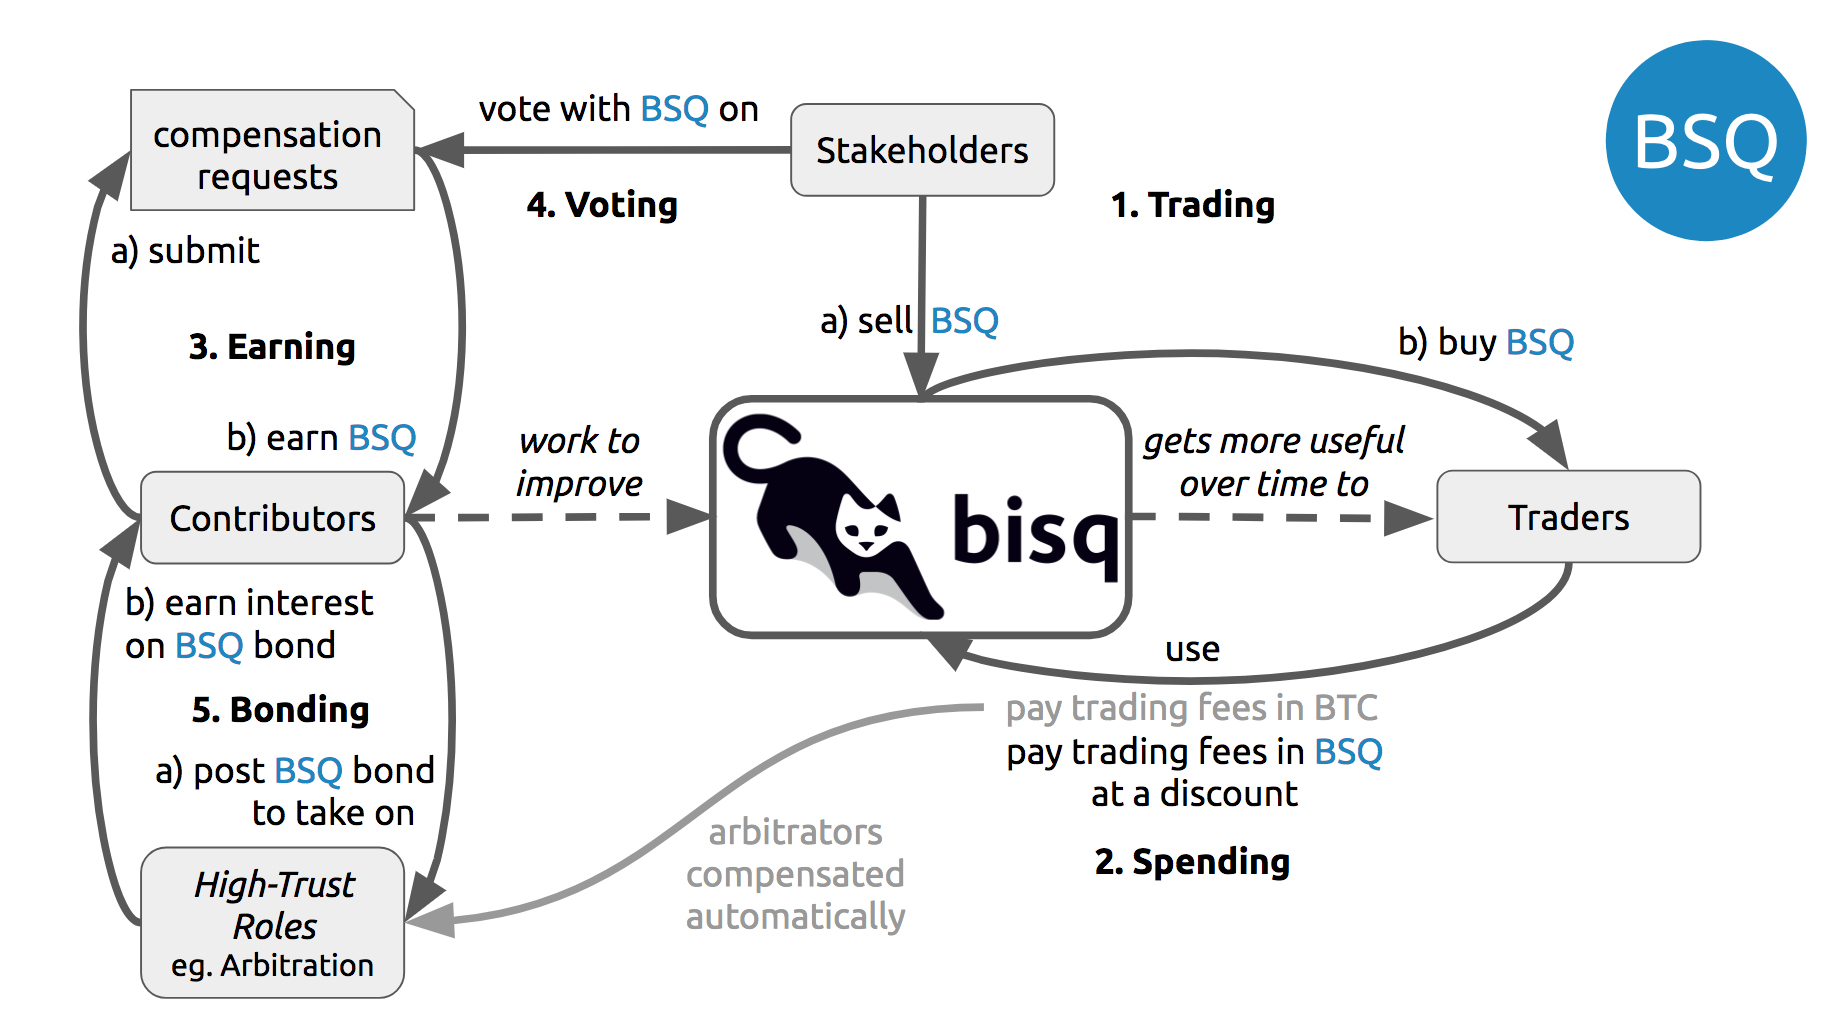 BSQ
compensation
requests
vote with BSQ on
Stakeholders
4. Voting
1. Trading
a) submit
3. Earning
a) sell BSQ
b) buy BSQ
b) earn BSQ
work to
improve
gets more useful
over time to
Contributors
bisq
Traders
b) earn interest
on BSQ bond
use
5. Bonding
pay trading fees in BTC
pay trading fees in BSQ
at a discount
a) post BSQ bond
to take on
arbitrators
compensated
automatically
2. Spending
High-Trust
Roles
eg. Arbitration